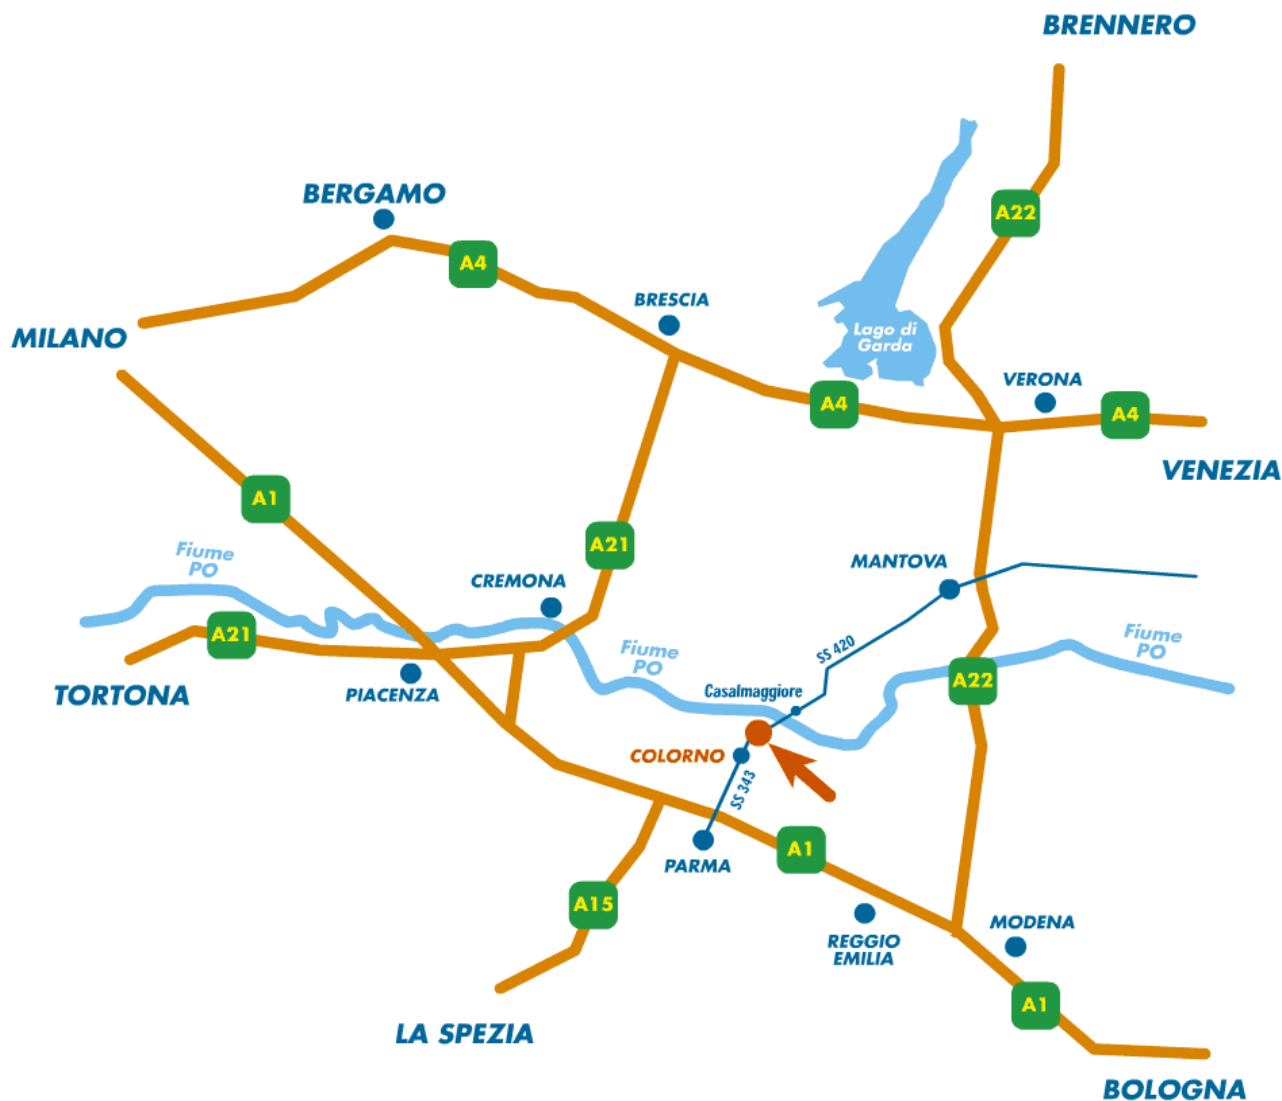 BRENNERO
BERGAMO
A22
A4
BRESCIA
MILANO
Lago di
Garda
VERONA
A4
A4
VENEZIA
A1
Fiume
PO
A21
CREMONA
MANTOVA
A21
Fiume
PO
SS 420
Fiume
PO
TORTONA
PIACENZA
Casalmaggiore
A22
COLORNO
SS 343
PARMA
A1
A15
REGGIO
EMILIA
MODENA
A1
LA SPEZIA
BOLOGNA